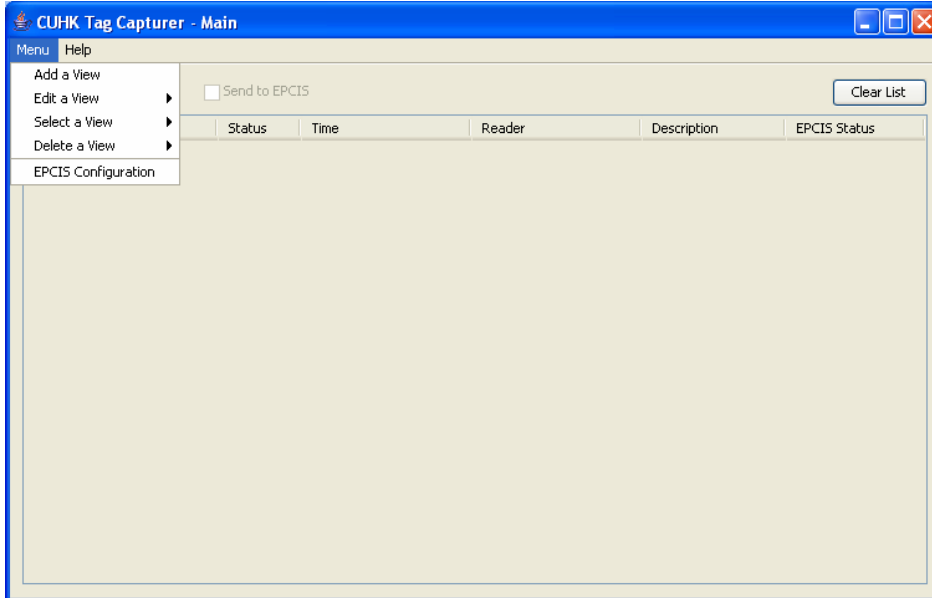 CUHK Tag Capturer - Main
Menu Help
Add a View
Edit a View
Send to EPCIS
Clear List
Select a View
Status Time Reader Description EPCIS Status
Delete a View
EPCIS Configuration